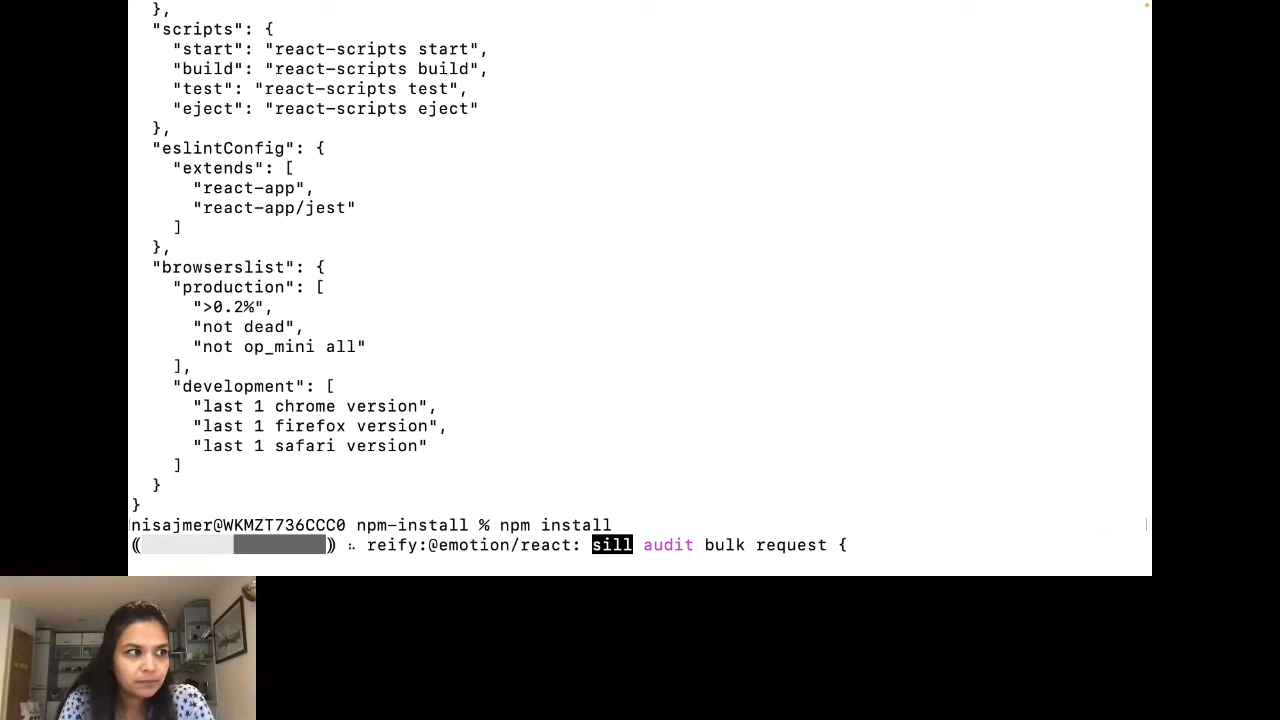 },
"scripts": {
"start": "react-scripts start",
"build": "react-scripts build",
"test": "react-scripts test",
"eject": "react-scripts eject"
},
"eslintConfig": {
"extends": [
"react-app",
"react-app/jest"
]
},
"browserslist": {
"production": [
">0.2%",
"not dead",
"not op_mini all"
],
"development": [
"last 1 chrome version",
"last 1 firefox version",
"last 1 safari version"
]
}
}
nisajmer@WKMZT736CCC0 npm-install % npm install
reify:@emotion/react: sill audit bulk request {